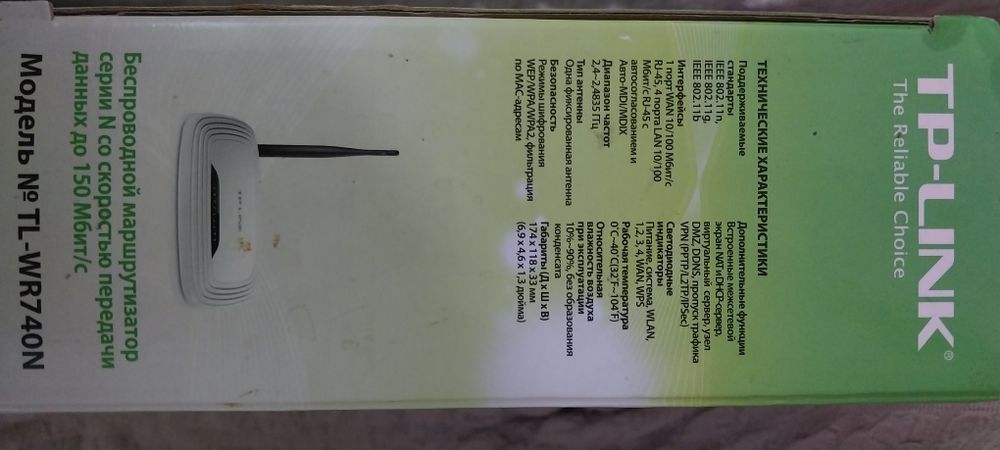 TP-LINK®
The Reliable Choice
ТЕХНИЧЕСКИЕ ХАРАКТЕРИСТИКИ
Поддерживаемые
стандарты
IEEE 802.11n,
IEEE 802.11g,
IEEE 802.11b
Интерфейсы
1 порт WAN 10/100 Мбит/с
RJ-45, 4 порта LAN 10/100
Мбит/с RJ-45 с
автосогласованием и
Авто-MDI/MDIX
Диапазон частот
2,4~2,4835 ГГц
Тип антенны
Одна фиксированная антенна
Безопасность
Режимы шифрования
WEP/WPA/WPA2, фильтрация
по MAC-адресам
Дополнительные функции
Встроенные межсетевой
экран NAT и DHCP-сервер,
виртуальный сервер, узел
DMZ, DDNS, пропуск трафика
VPN (PPTP/L2TP/IPSec)
Светодиодные
индикаторы
Питание, система, WLAN,
1, 2, 3, 4, WAN, WPS
Рабочая температура
0°C~40°C(32°F~104°F)
Относительная
влажность воздуха
при эксплуатации
10%~90%, без образования
конденсата
Габариты (Д x Ш x В)
174 x 118 x 33 мм
(6,9 x 4,6 x 1,3 дюйма)
TP-LINK
Беспроводной маршрутизатор
серии N со скоростью передачи
данных до 150 Мбит/с
Модель № TL-WR740N